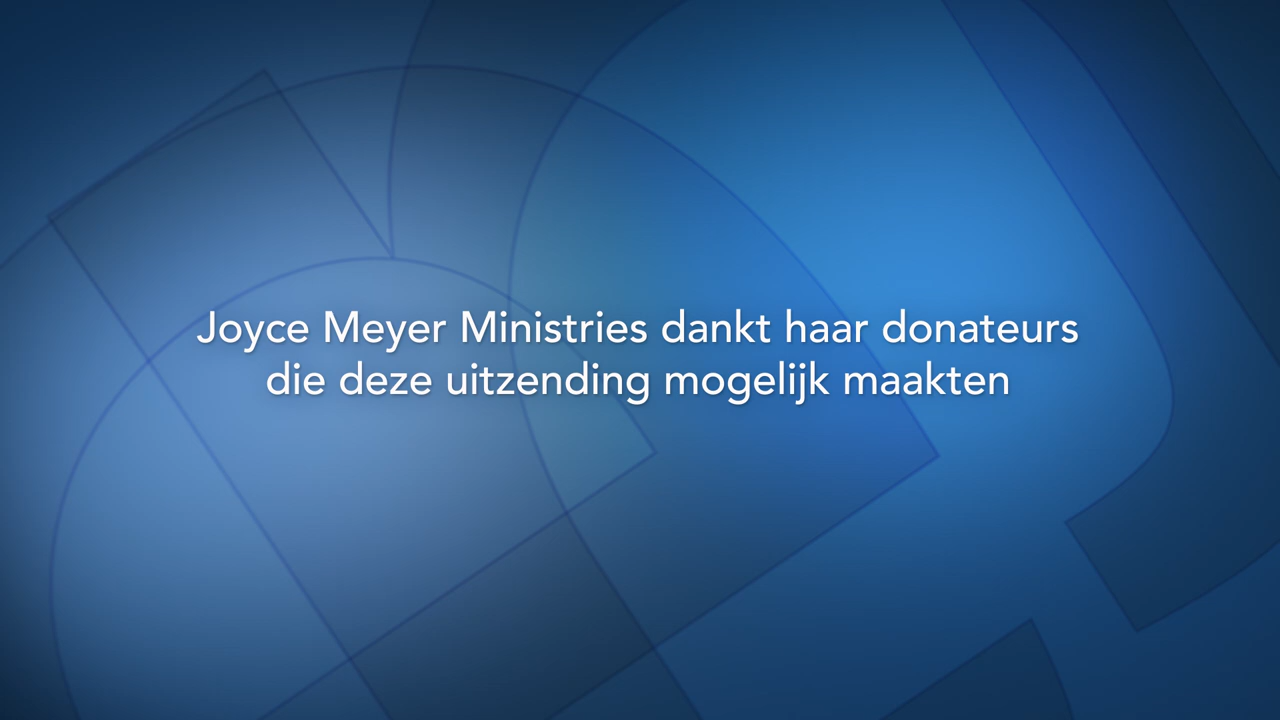 Joyce Meyer Ministries dankt haar donateurs
die deze uitzending mogelijk maakten